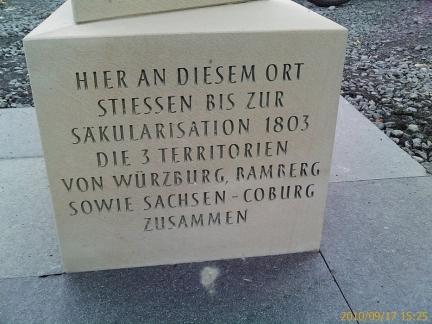 HIER AN DIESEM ORT
STIESSEN BIS ZUR
SÄKULARISATION 1803
DIE 3 TERRITORIEN
VON WÜRZBURG, BAMBERG
SOWIE SACHSEN-COBURG
ZUSAMMEN
2010/09/17 15:25